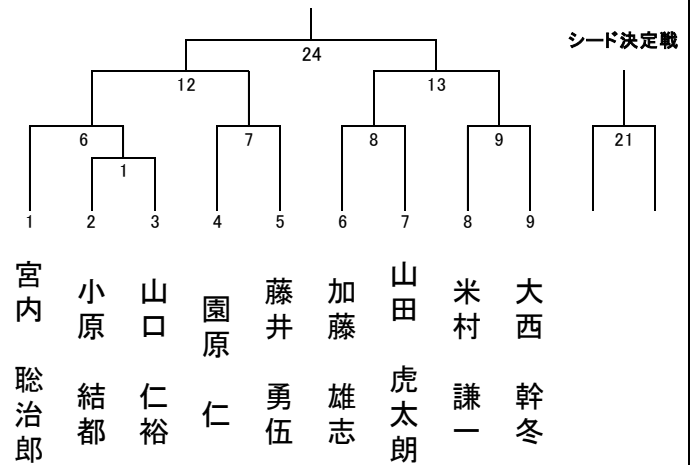 シード決定戦
24
12
13
6
7
8
9
21
1
1
2
3
4
5
6
7
8
9
宮内 聡治郎
小原 結都
山口 仁裕
園原 仁
藤井 勇伍
加藤 雄志
山田 虎太朗
米村 謙一
大西 幹冬